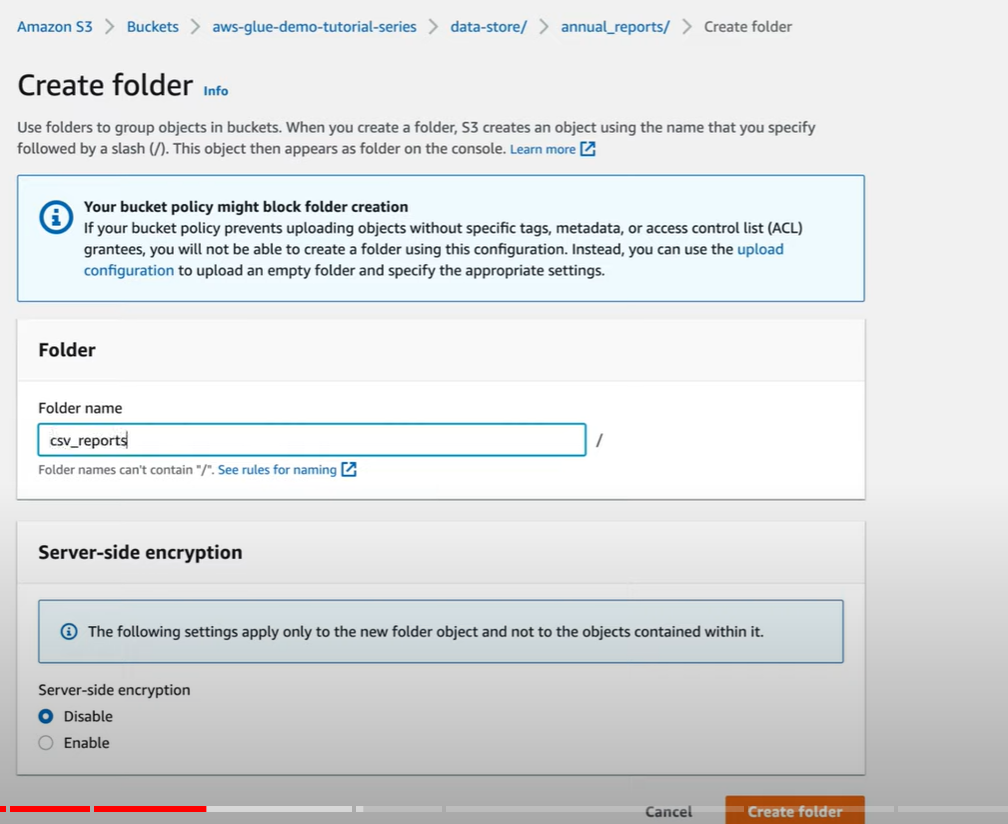 Amazon S3 > Buckets > aws-glue-demo-tutorial-series > data-store/ > annual_reports/ > Create folder
Create folder Info
Use folders to group objects in buckets. When you create a folder, S3 creates an object using the name that you specify
followed by a slash (/). This object then appears as folder on the console. Learn more
Your bucket policy might block folder creation
If your bucket policy prevents uploading objects without specific tags, metadata, or access control list (ACL)
grantees, you will not be able to create a folder using this configuration. Instead, you can use the upload
configuration to upload an empty folder and specify the appropriate settings.
Folder
Folder name
csv_reports /
Folder names can't contain "/". See rules for naming
Server-side encryption
The following settings apply only to the new folder object and not to the objects contained within it.
Server-side encryption
Disable
Enable
Cancel Create folder